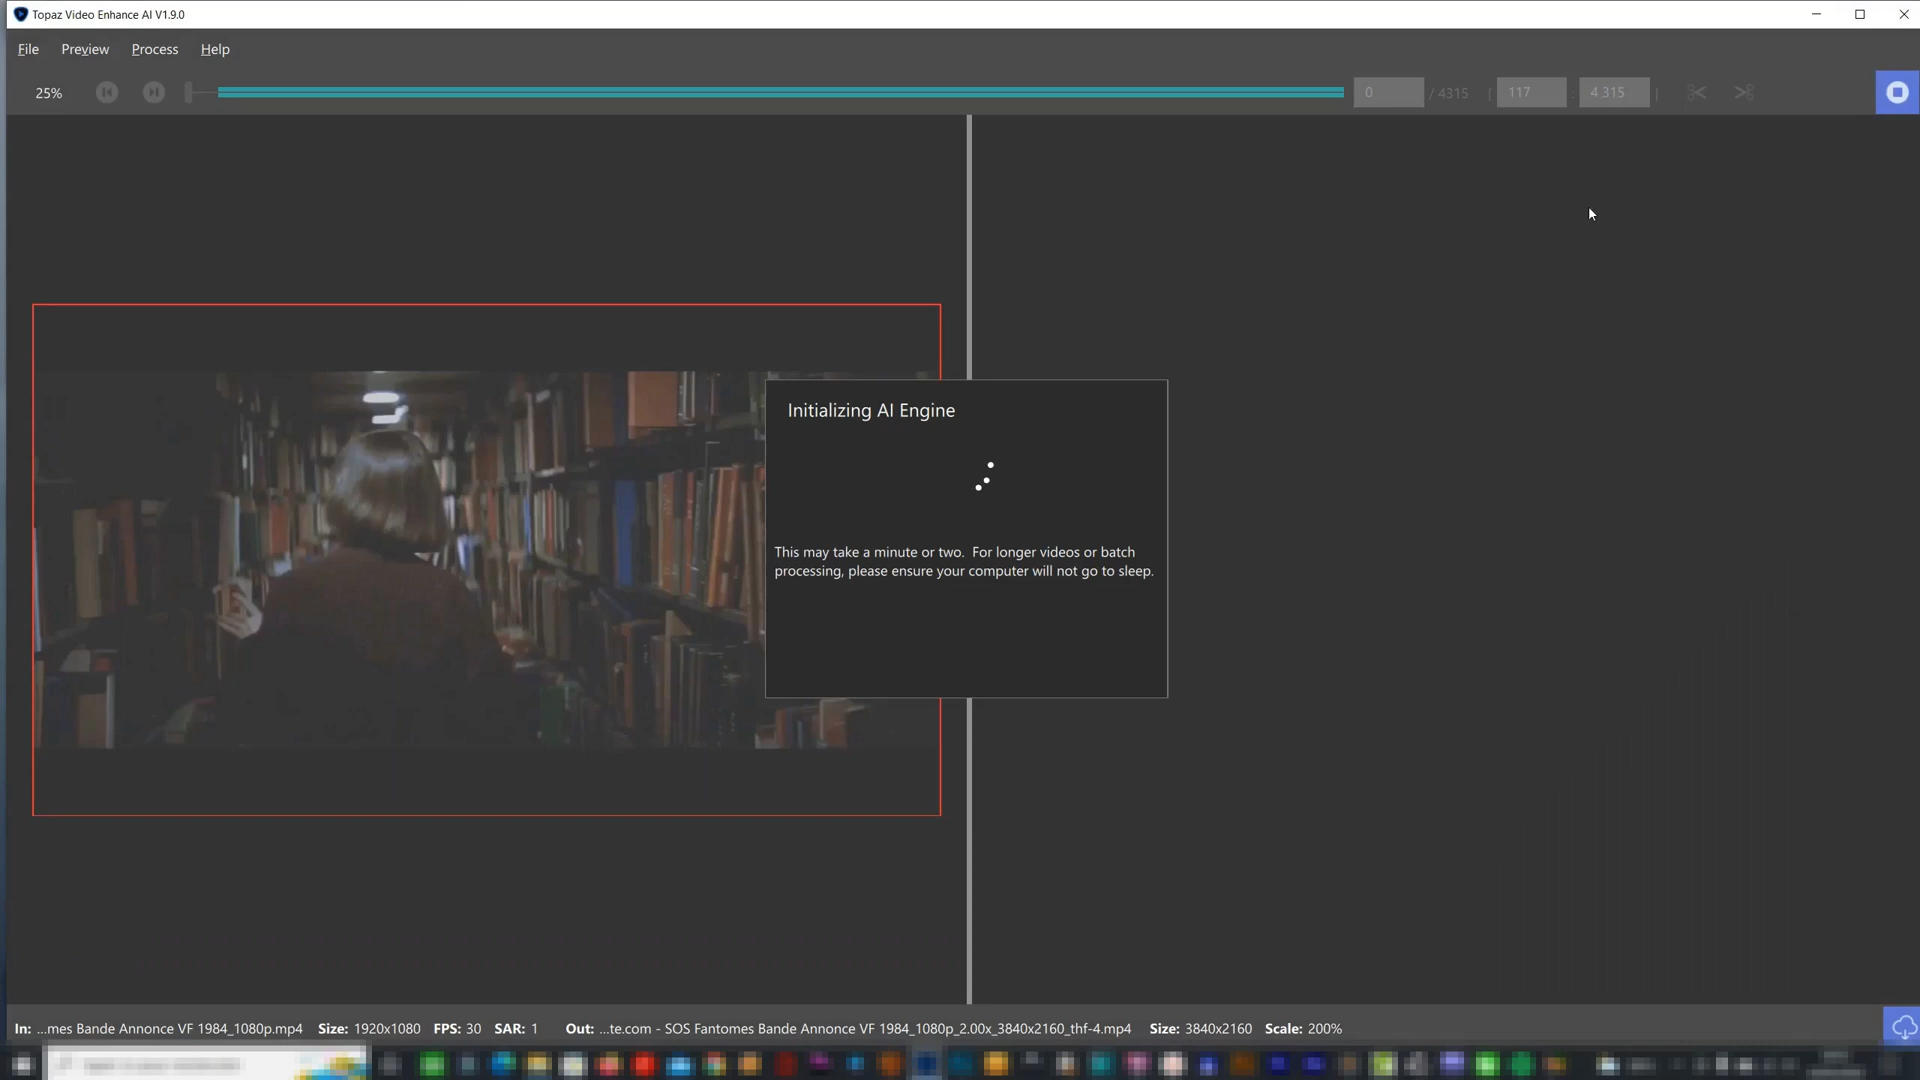 Topaz Video Enhance AI V1.9.0
File Preview Process Help
25% 0 / 4315 [ 117 : 4 315 ]
Initializing AI Engine
This may take a minute or two. For longer videos or batch
processing, please ensure your computer will not go to sleep.
In: ...mes Bande Annonce VF 1984_1080p.mp4 Size: 1920x1080 FPS: 30 SAR: 1 Out: ...te.com - SOS Fantomes Bande Annonce VF 1984_1080p_2.00x_3840x2160_thf-4.mp4 Size: 3840x2160 Scale: 200%